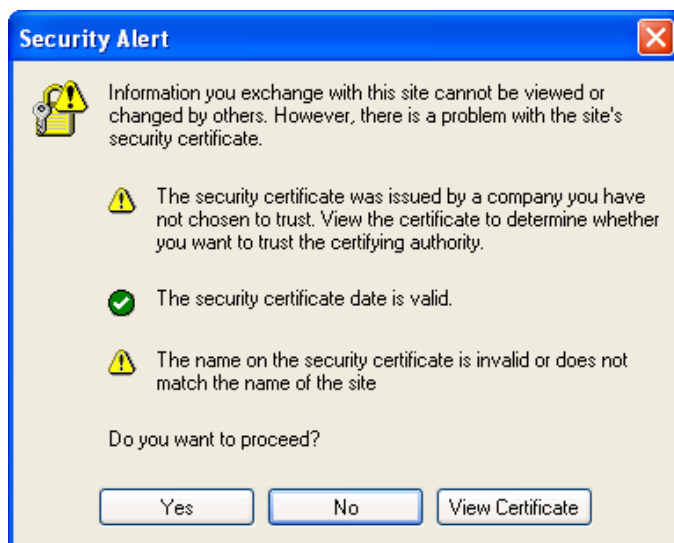 Security Alert
Information you exchange with this site cannot be viewed or
changed by others. However, there is a problem with the site's
security certificate.
The security certificate was issued by a company you have
not chosen to trust. View the certificate to determine whether
you want to trust the certifying authority.
The security certificate date is valid.
The name on the security certificate is invalid or does not
match the name of the site
Do you want to proceed?
Yes No View Certificate